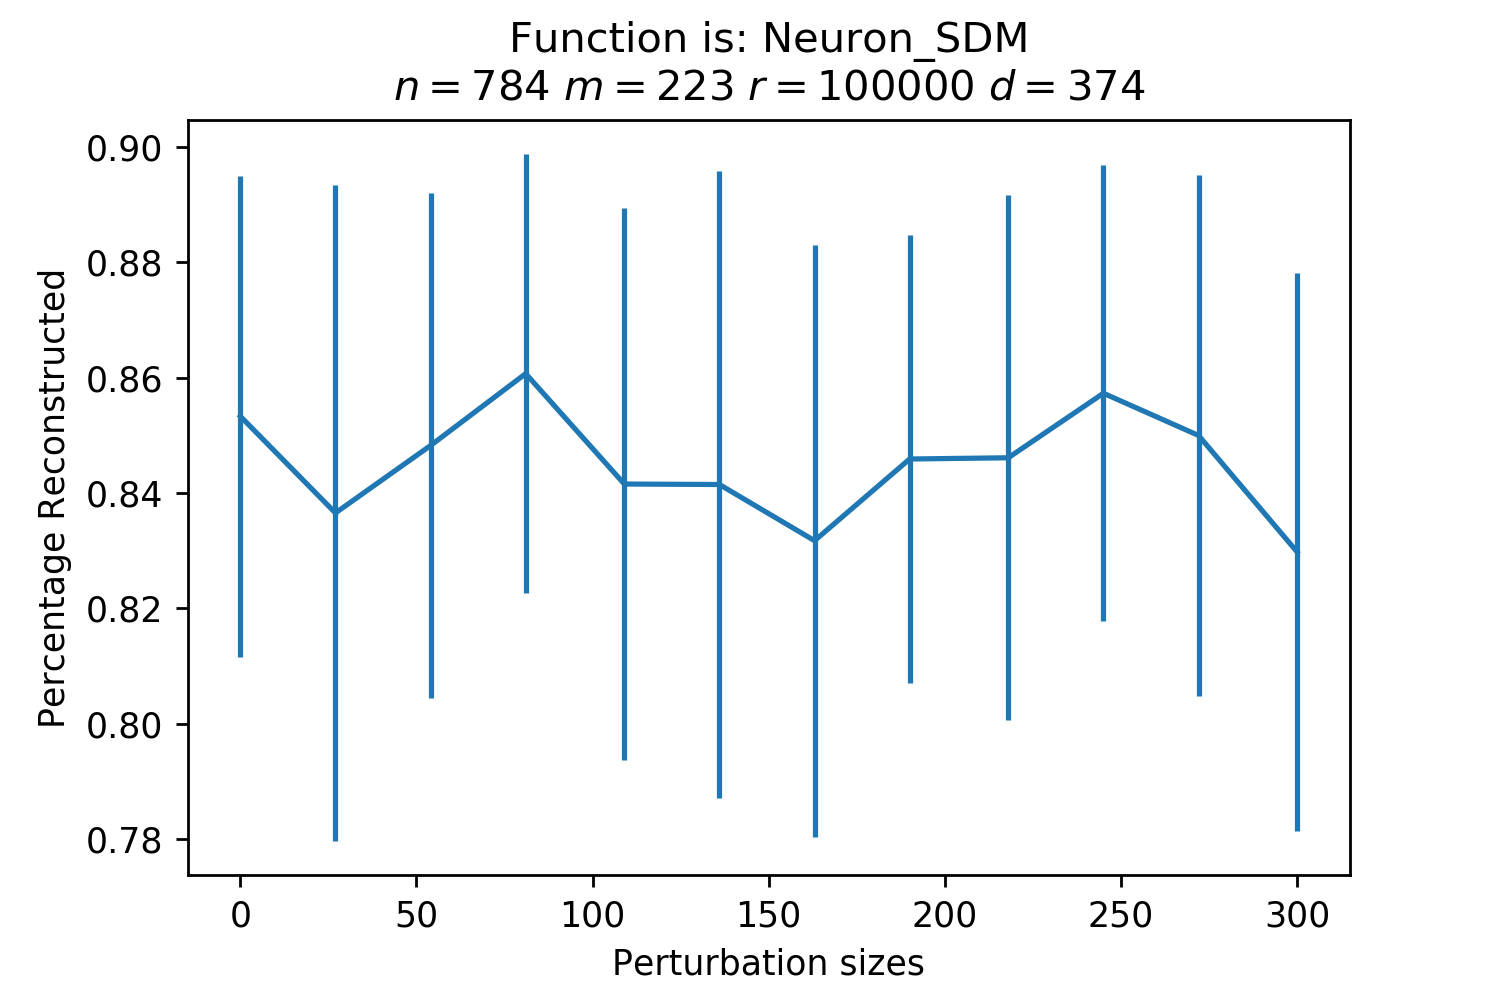 Function is: Neuron_SDM
n = 784 m = 223 r = 100000 d = 374
0.90
0.88
0.86
0.84
0.82
0.80
0.78
Percentage Reconstructed
0 50 100 150 200 250 300
Perturbation sizes